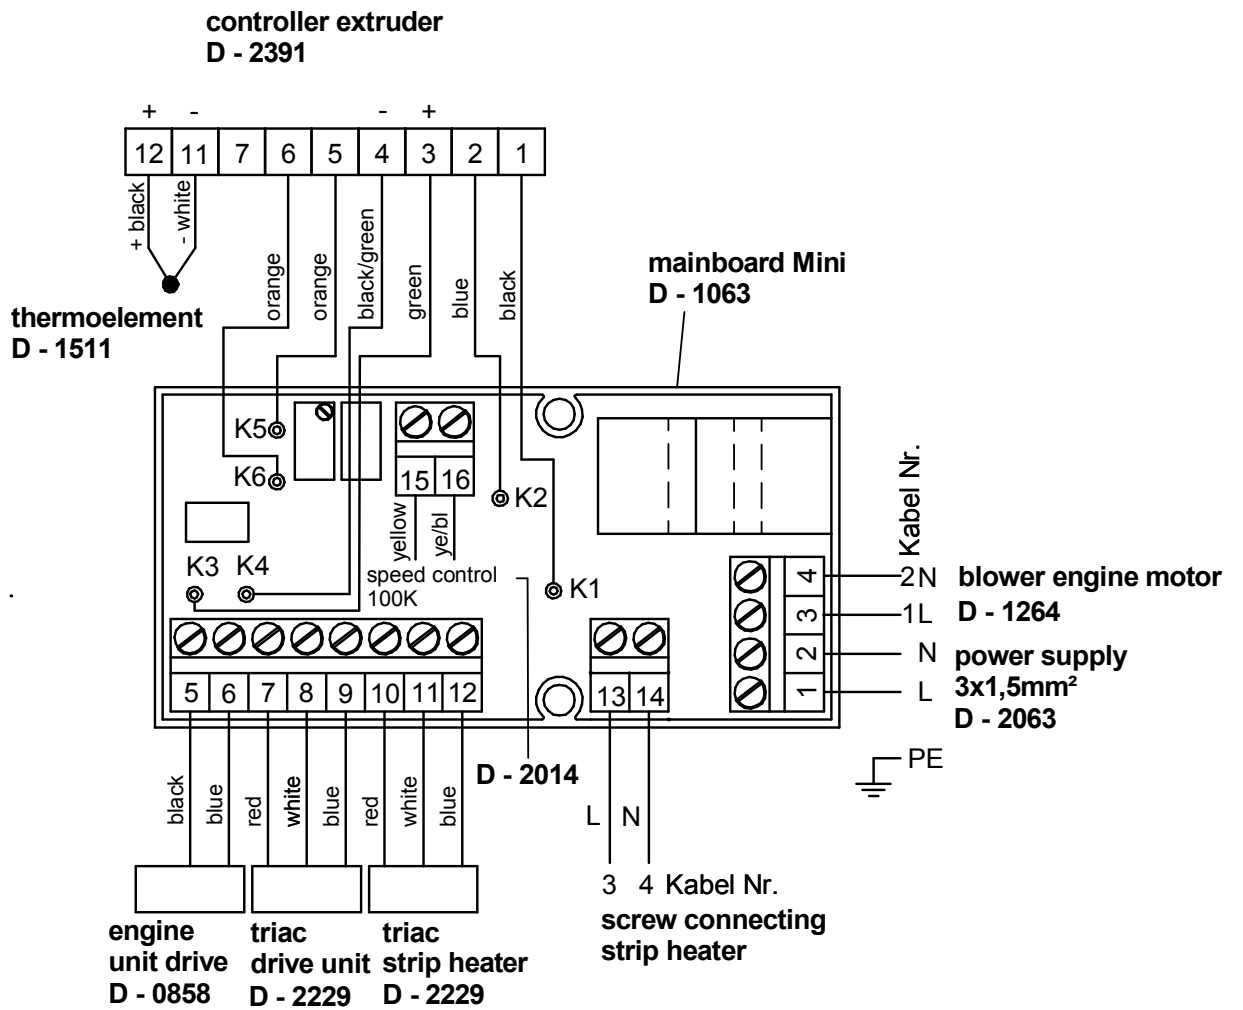 controller extruder
D - 2391
+ - - +
12 11 7 6 5 4 3 2 1
+ black
- white
orange
orange
black/green
green
blue
black
thermoelement
D - 1511
mainboard Mini
D - 1063
K5
K6
15 16
K2
yellow
ye/bl
speed control
100K
K3 K4
K1
Kabel Nr.
4 2 N blower engine motor
3 1 L D - 1264
2 N power supply
3x1,5mm²
1 L D - 2063
PE
5 6 7 8 9 10 11 12
13 14
D - 2014
black
blue
red
white
blue
red
white
blue
L N
3 4 Kabel Nr.
screw connecting
strip heater
engine
unit drive
D - 0858
triac
drive unit
D - 2229
triac
strip heater
D - 2229